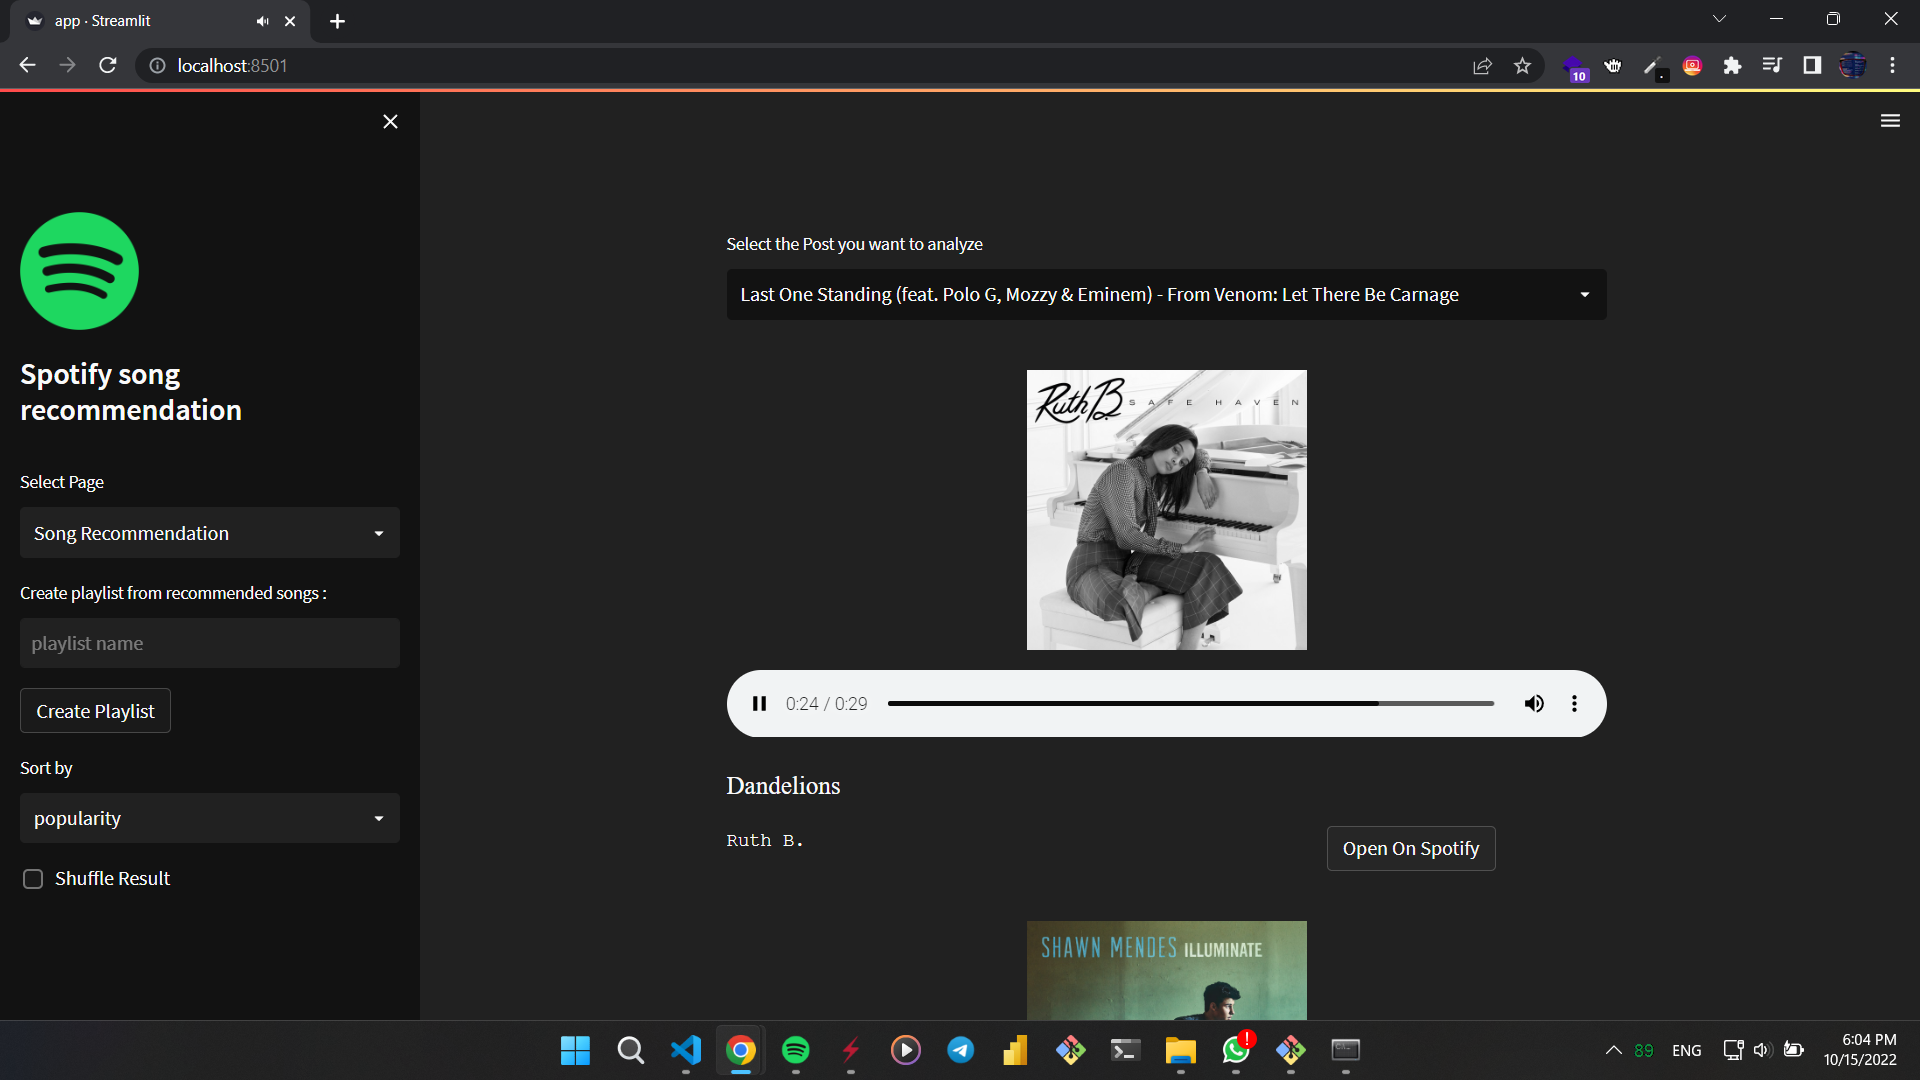 app · Streamlit
localhost:8501
10
Spotify song
recommendation
Select Page
Song Recommendation
Create playlist from recommended songs :
playlist name
Create Playlist
Sort by
popularity
Shuffle Result
Select the Post you want to analyze
Last One Standing (feat. Polo G, Mozzy & Eminem) - From Venom: Let There Be Carnage
Ruth B. SAFE HAVEN
0:24 / 0:29
Dandelions
Ruth B.
Open On Spotify
SHAWN MENDES ILLUMINATE
89
ENG
6:04 PM
10/15/2022